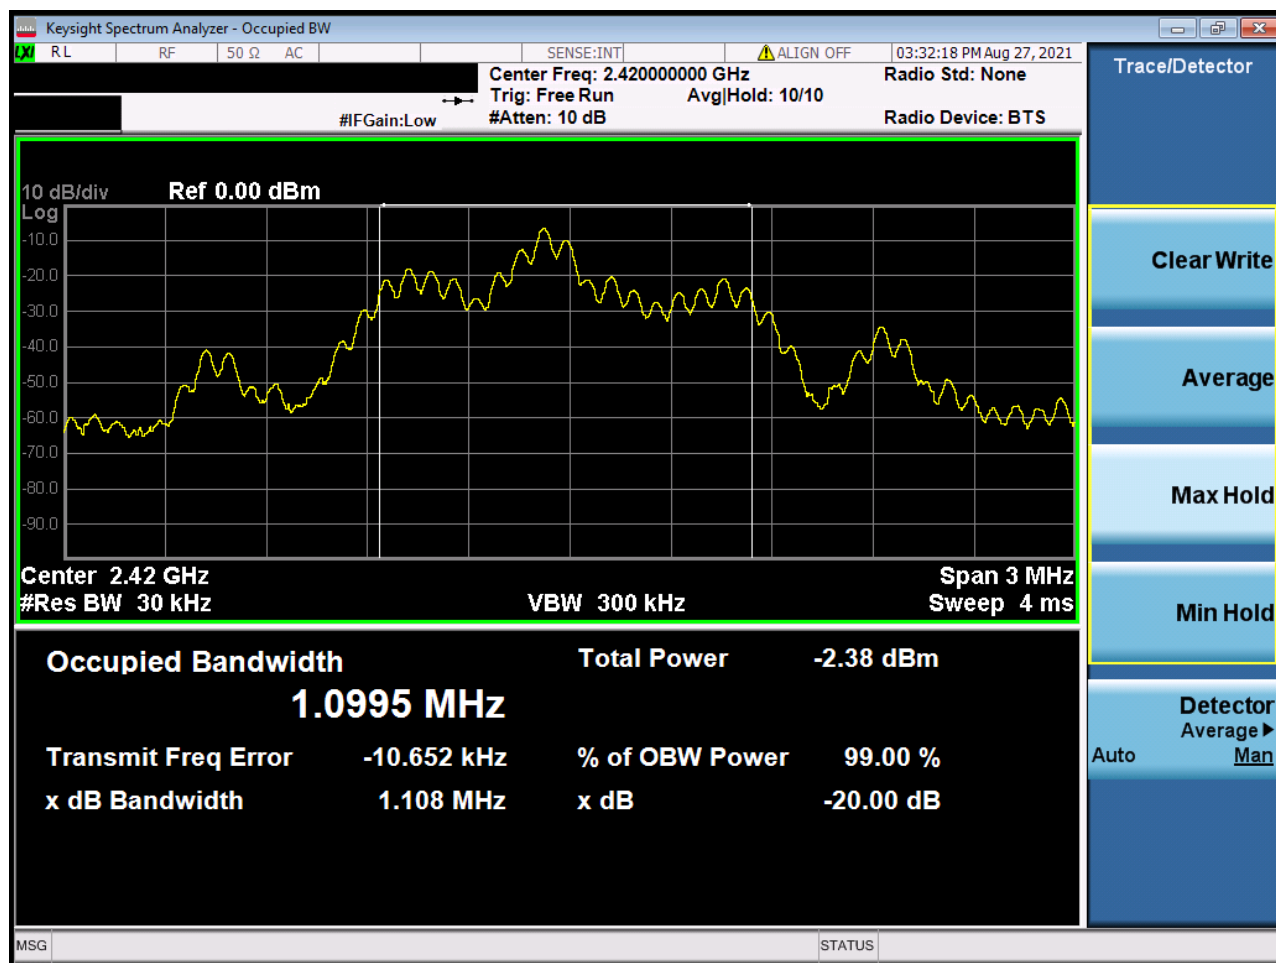 Keysight Spectrum Analyzer - Occupied BW
LXI RL RF 50 Ω AC SENSE:INT ALIGN OFF 03:32:18 PM Aug 27, 2021
Center Freq: 2.420000000 GHz Radio Std: None
Trig: Free Run Avg|Hold: 10/10
#IFGain:Low #Atten: 10 dB Radio Device: BTS
10 dB/div Ref 0.00 dBm
Log
-10.0
-20.0
-30.0
-40.0
-50.0
-60.0
-70.0
-80.0
-90.0
Center 2.42 GHz Span 3 MHz
#Res BW 30 kHz VBW 300 kHz Sweep 4 ms
Occupied Bandwidth Total Power -2.38 dBm
1.0995 MHz
Transmit Freq Error -10.652 kHz % of OBW Power 99.00 %
x dB Bandwidth 1.108 MHz x dB -20.00 dB
MSG STATUS
Trace/Detector
Clear Write
Average
Max Hold
Min Hold
Detector
Average
Auto Man